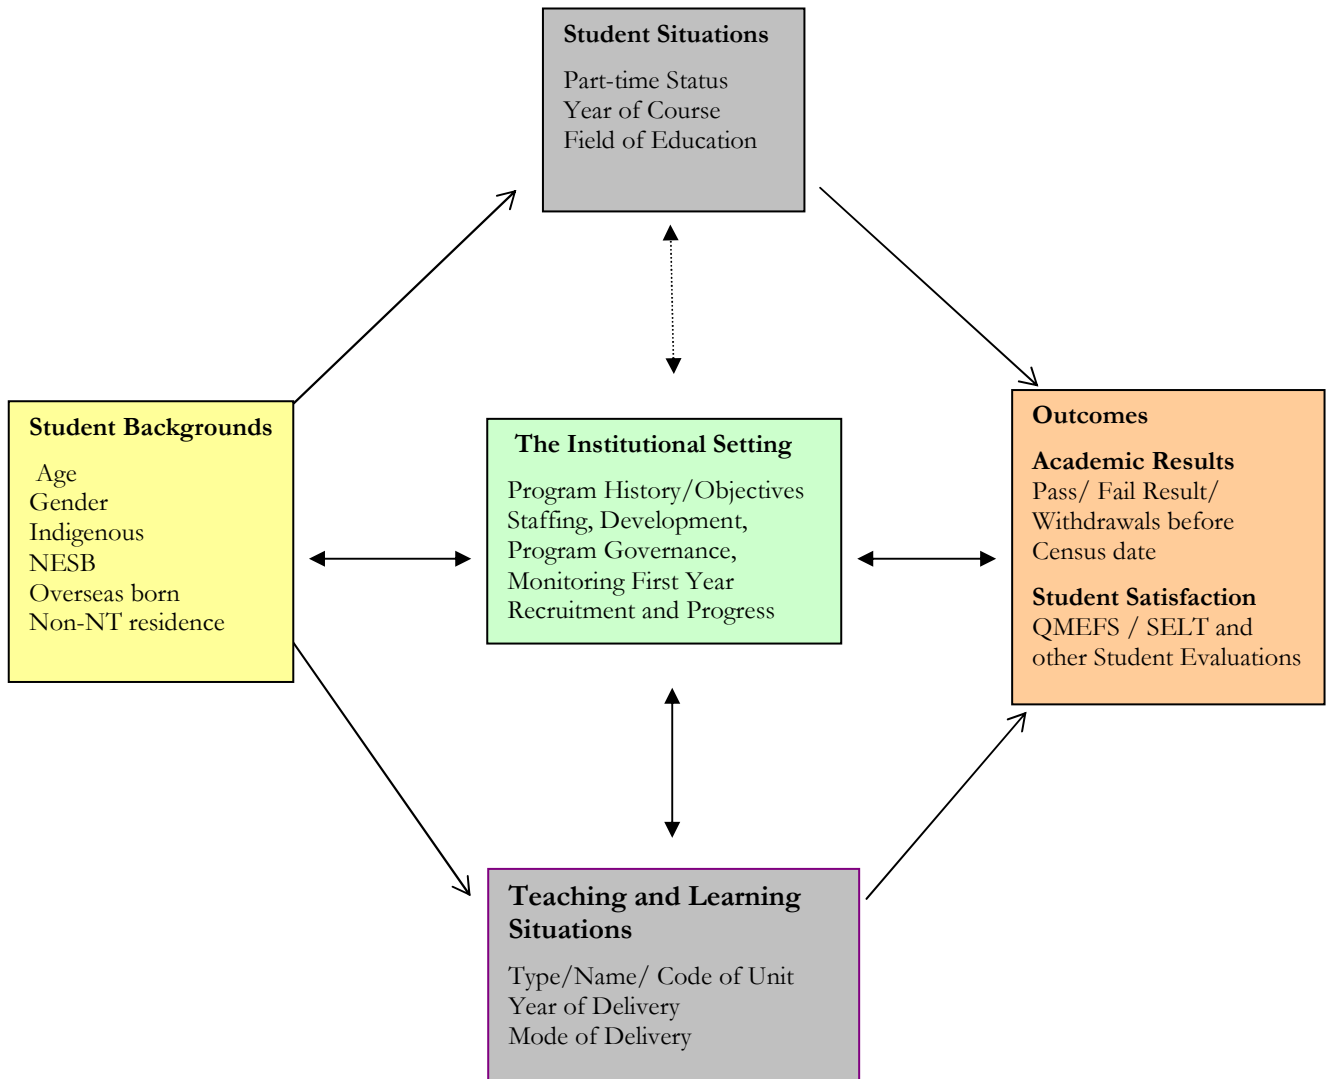 Student Situations
Part-time Status
Year of Course
Field of Education
Student Backgrounds
Age
Gender
Indigenous
NESB
Overseas born
Non-NT residence
The Institutional Setting
Program History/Objectives
Staffing, Development,
Program Governance,
Monitoring First Year
Recruitment and Progress
Outcomes
Academic Results
Pass/ Fail Result/
Withdrawals before
Census date
Student Satisfaction
QMEFS / SELT and
other Student Evaluations
Teaching and Learning
Situations
Type/Name/ Code of Unit
Year of Delivery
Mode of Delivery